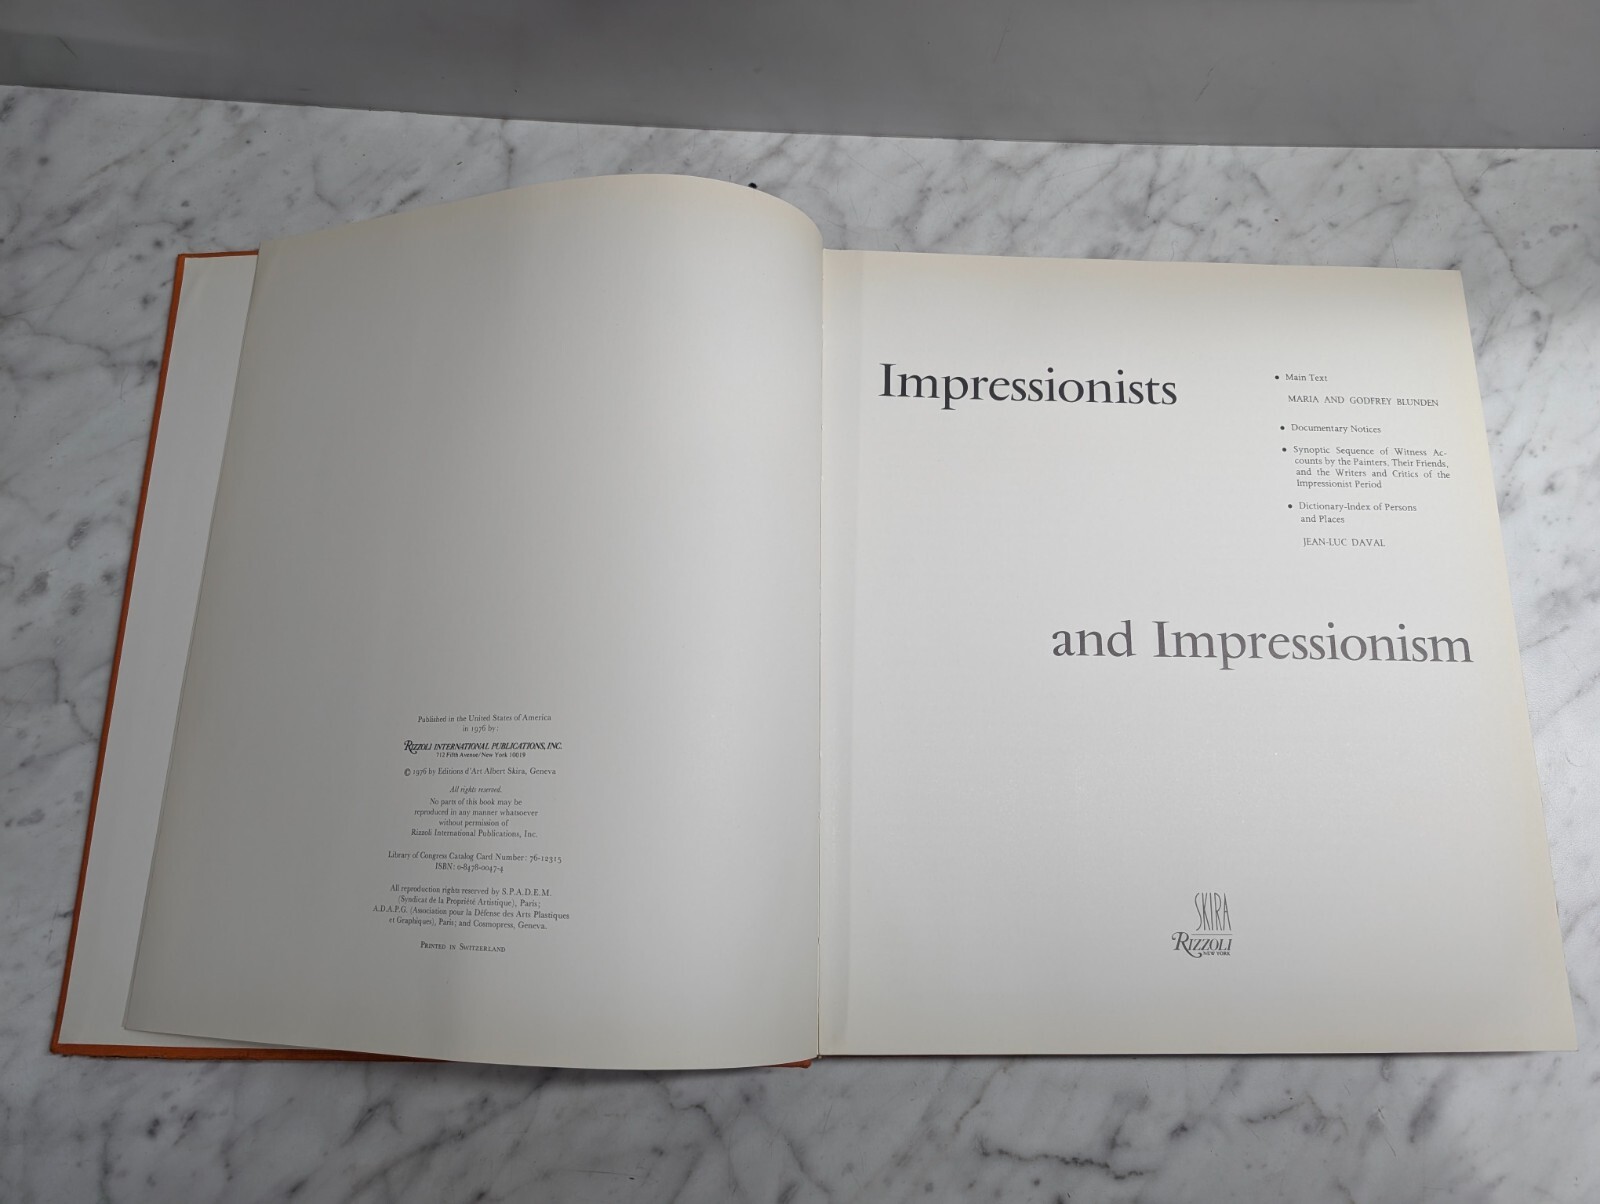 Published in the United States of America
in 1976 by:
RIZZOLI INTERNATIONAL PUBLICATIONS, INC.
712 Fifth Avenue/New York 10019
© 1976 by Editions d'Art Albert Skira, Geneva
All rights reserved.
No parts of this book may be
reproduced in any manner whatsoever
without permission of
Rizzoli International Publications, Inc.
Library of Congress Catalog Card Number: 76-12315
ISBN: 0-8478-0047-4
All reproduction rights reserved by S.P.A.D.E.M.
(Syndicat de la Propriété Artistique), Paris;
A.D.A.P.G. (Association pour la Défense des Arts Plastiques
et Graphiques), Paris; and Cosmopress, Geneva.
PRINTED IN SWITZERLAND
Impressionists
• Main Text
MARIA AND GODFREY BLUNDEN
• Documentary Notices
• Synoptic Sequence of Witness Ac-
counts by the Painters, Their Friends,
and the Writers and Critics of the
Impressionist Period
• Dictionary-Index of Persons
and Places
JEAN-LUC DAVAL
and Impressionism
SKIRA
RIZZOLI
NEW YORK